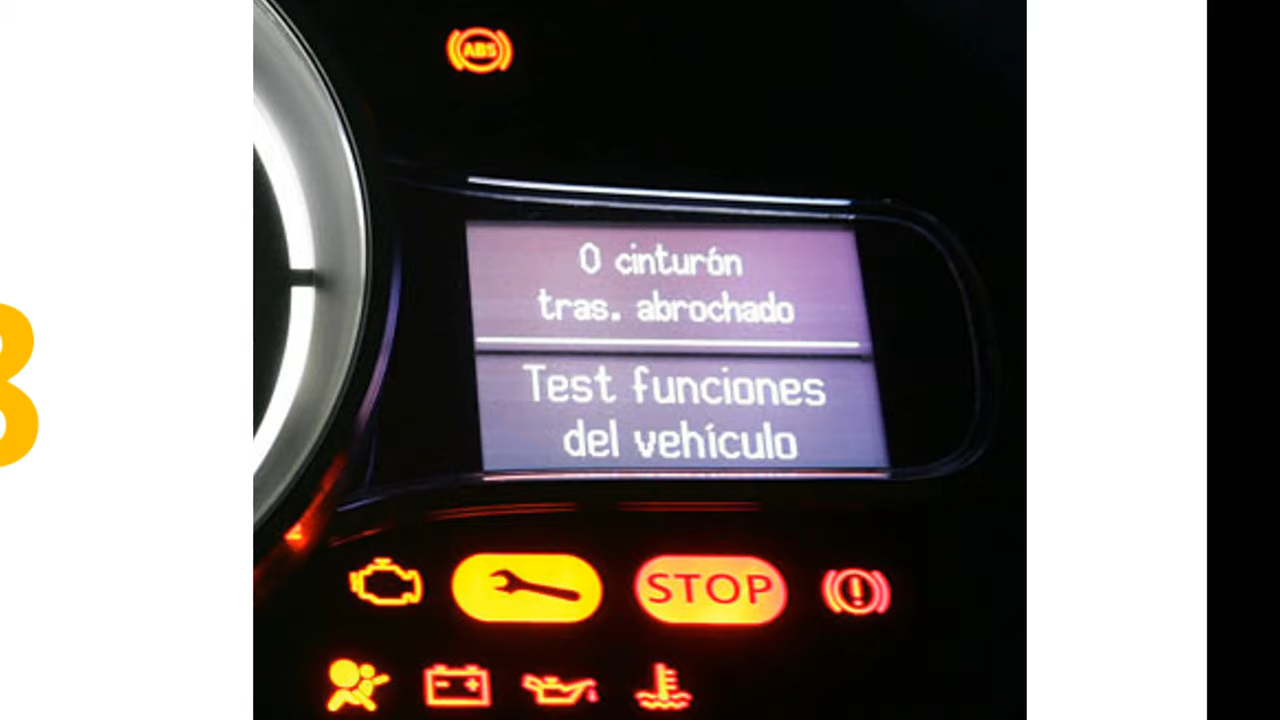 ABS
0 cinturón
tras. abrochado
Test funciones
del vehículo
STOP